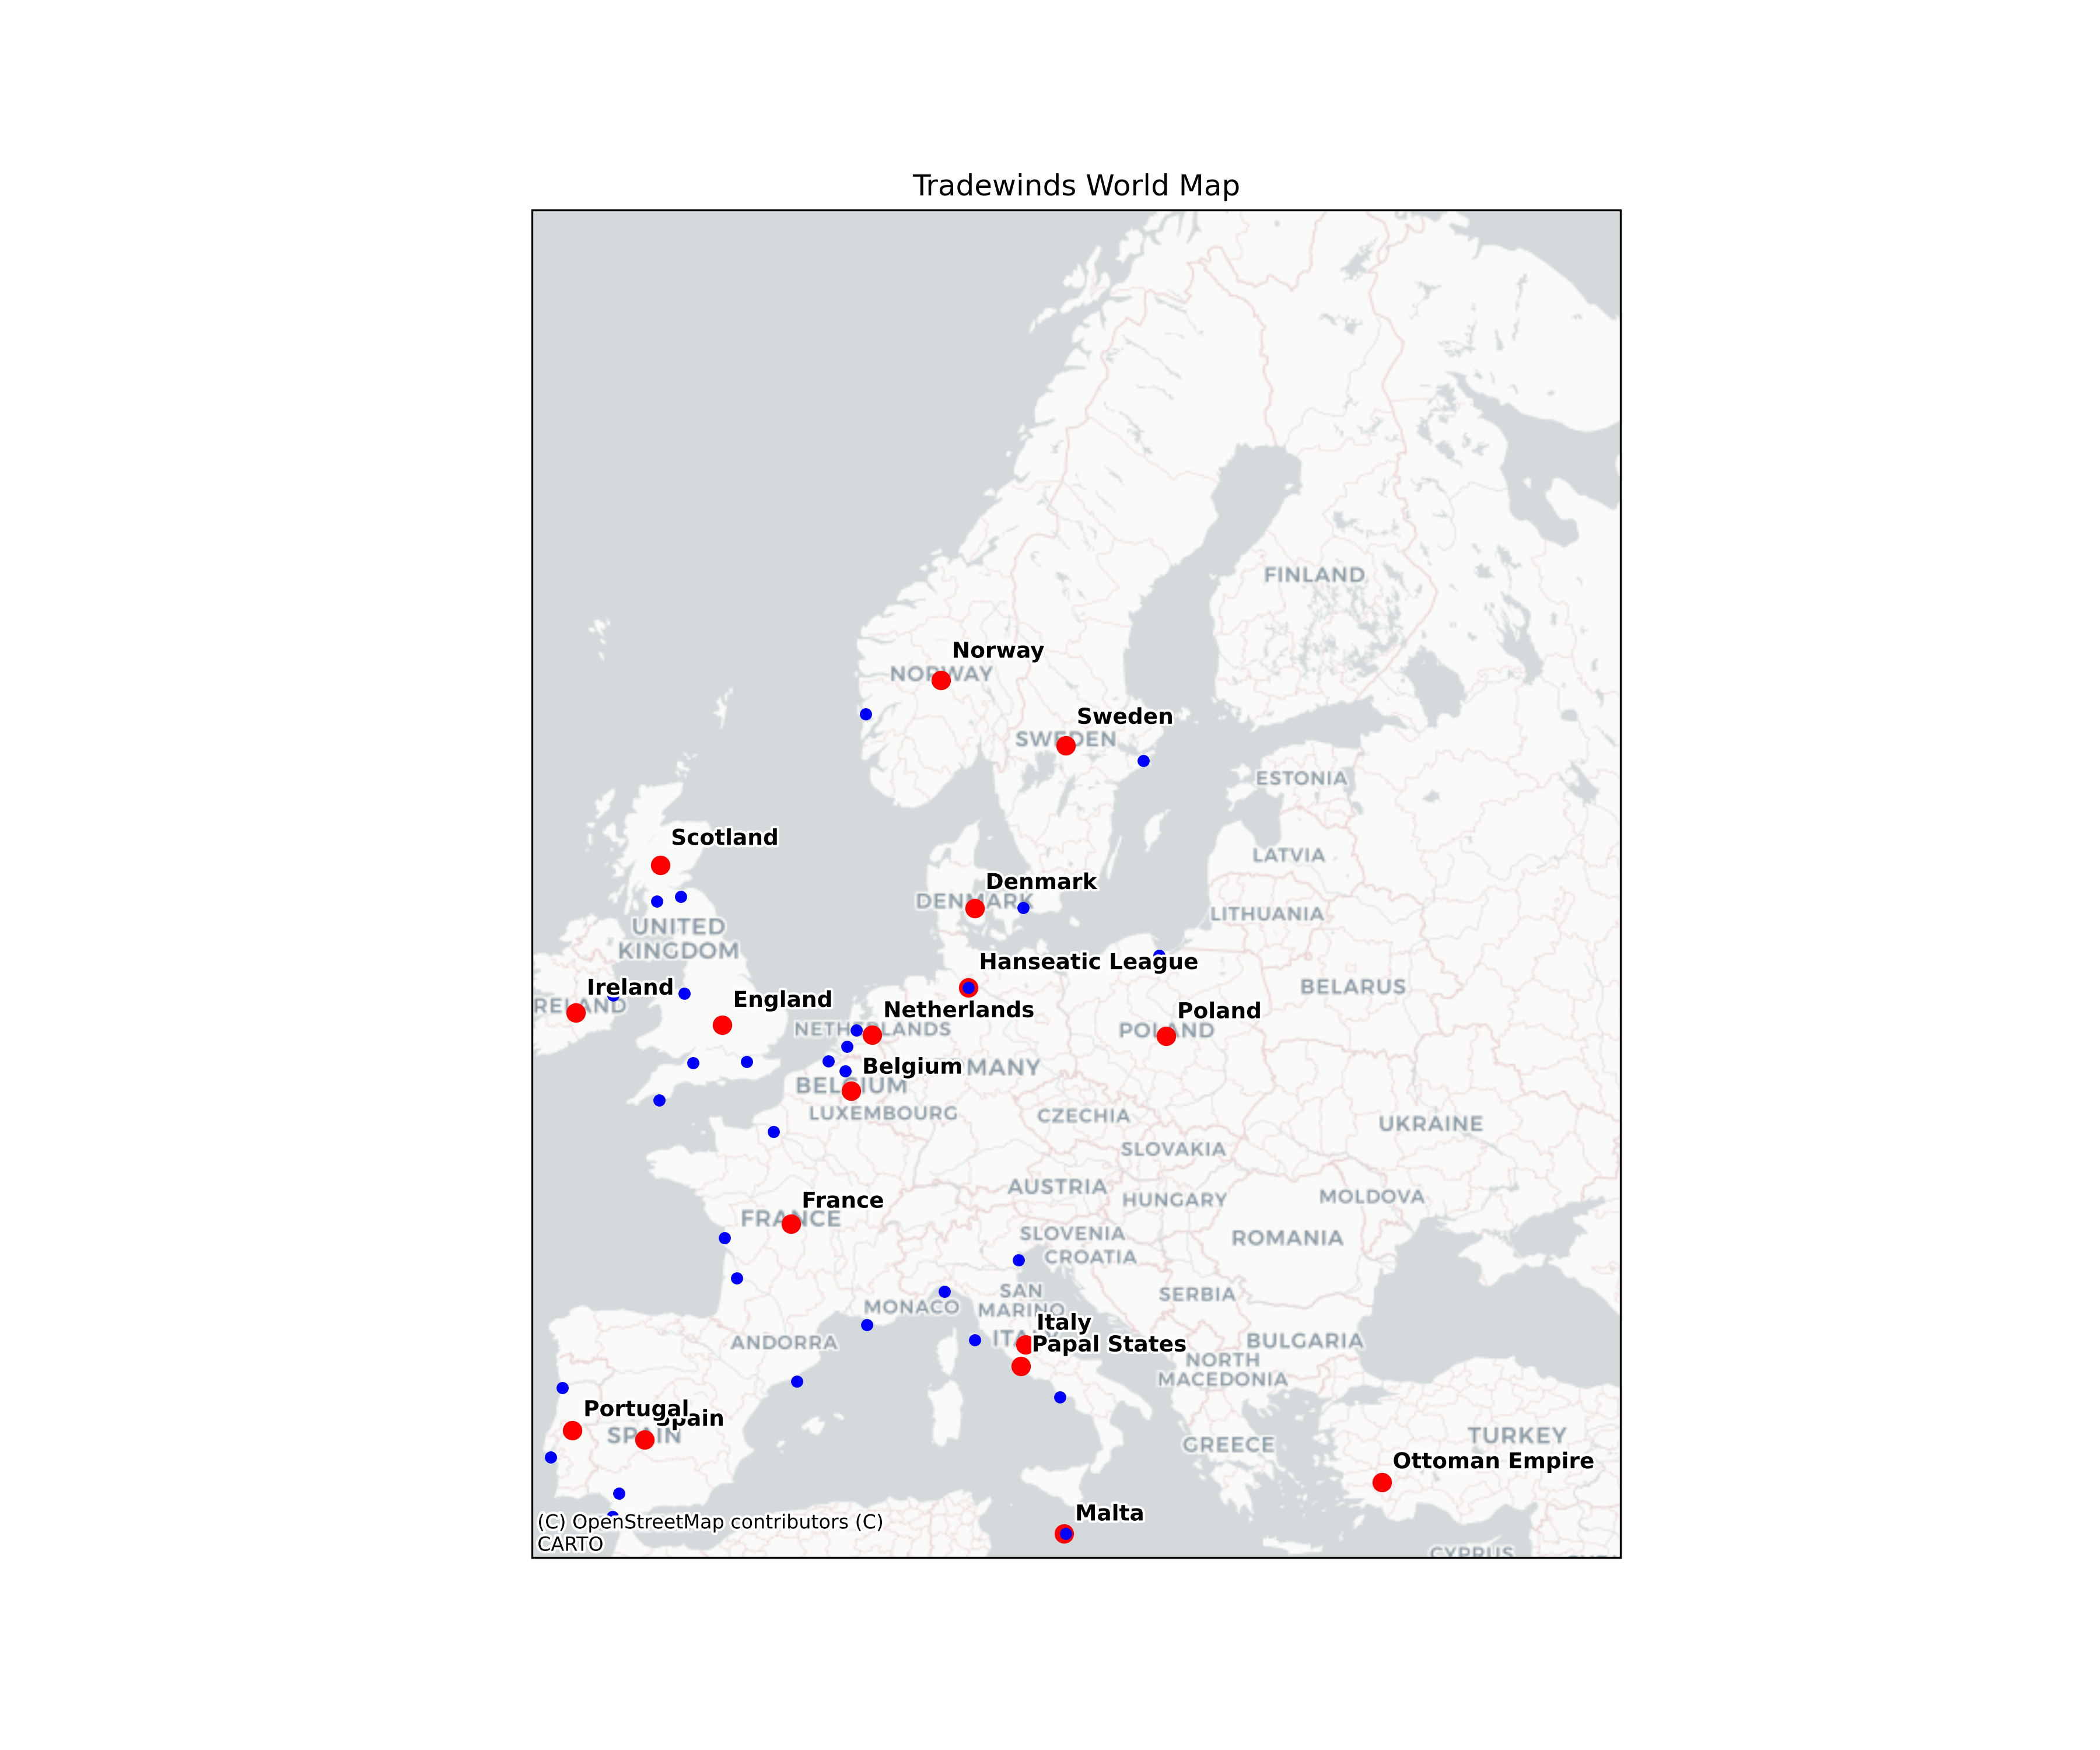 Tradewinds World Map
FINLAND
Norway
NORWAY
Sweden
SWEDEN
ESTONIA
Scotland
LATVIA
Denmark
DENMARK
LITHUANIA
UNITED
KINGDOM
Hanseatic League
Ireland
IRELAND
England
BELARUS
Netherlands
NETHERLANDS
Poland
POLAND
Belgium
MANY
BELGIUM
LUXEMBOURG
CZECHIA
UKRAINE
SLOVAKIA
AUSTRIA
HUNGARY
MOLDOVA
France
FRANCE
SLOVENIA
CROATIA
ROMANIA
SAN
MARINO
MONACO
SERBIA
Italy
ITALY
Papal States
ANDORRA
BULGARIA
NORTH
MACEDONIA
Portugal
Spain
SPAIN
GREECE
TURKEY
Ottoman Empire
Malta
(C) OpenStreetMap contributors (C)
CARTO
CYPRUS